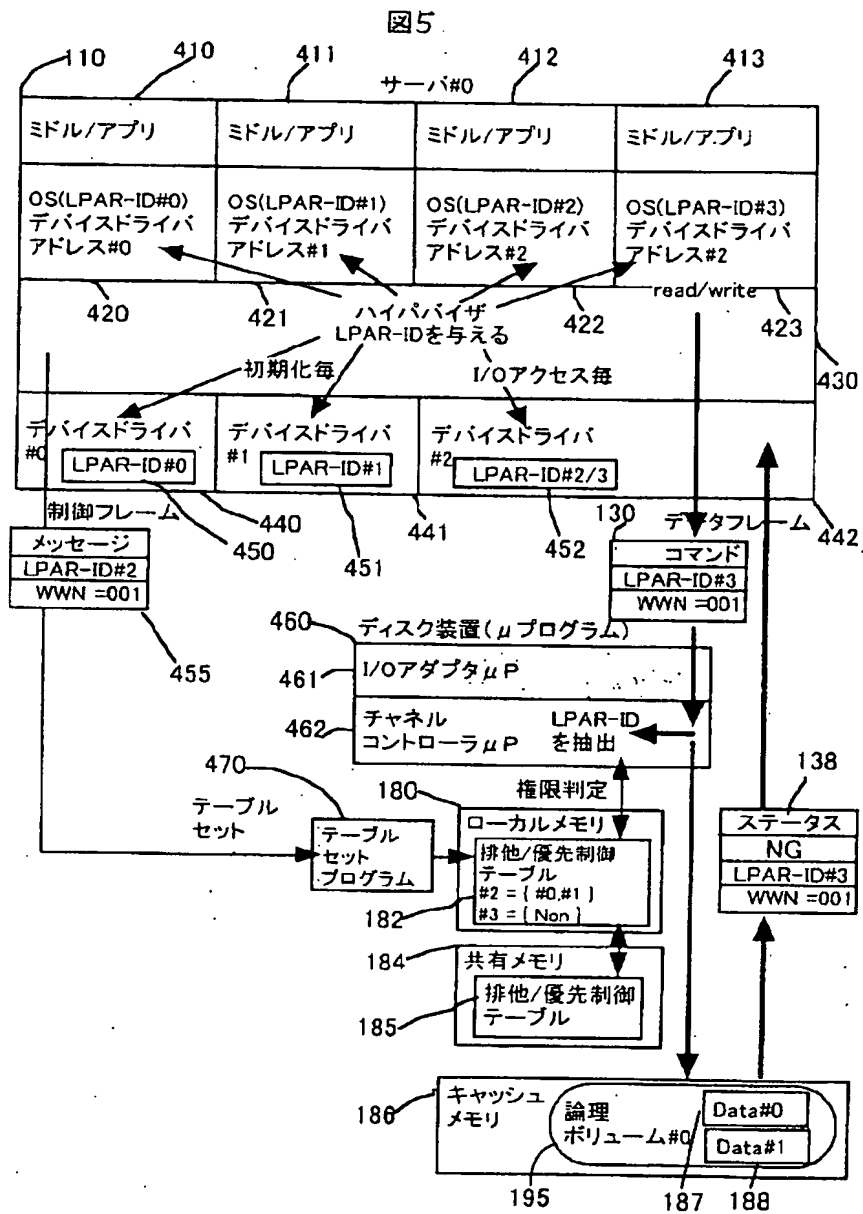 図5
110
410
411
412
413
サーバ#0
ミドル/アプリ
ミドル/アプリ
ミドル/アプリ
ミドル/アプリ
OS(LPAR-ID#0)
デバイスドライバ
アドレス#0
OS(LPAR-ID#1)
デバイスドライバ
アドレス#1
OS(LPAR-ID#2)
デバイスドライバ
アドレス#2
OS(LPAR-ID#3)
デバイスドライバ
アドレス#2
420
421
ハイパバイザ
LPAR-IDを与える
422
read/write
423
430
初期化毎
I/Oアクセス毎
デバイスドライバ
#0
LPAR-ID#0
デバイスドライバ
#1
LPAR-ID#1
デバイスドライバ
#2
LPAR-ID#2/3
制御フレーム
440
450
441
451
452
130
データフレーム
442
メッセージ
LPAR-ID#2
WWN =001
455
コマンド
LPAR-ID#3
WWN =001
460
ディスク装置(μプログラム)
461
I/OアダプタμP
462
チャネル
コントローラμP
LPAR-ID
を抽出
470
180
権限判定
138
テーブル
セット
テーブル
セット
プログラム
ローカルメモリ
排他/優先制御
テーブル
#2 = { #0,#1 }
#3 = { Non }
182
ステータス
NG
LPAR-ID#3
WWN =001
184
共有メモリ
185
排他/優先制御
テーブル
186
キャッシュ
メモリ
論理
ボリューム#0
Data#0
Data#1
195
187
188